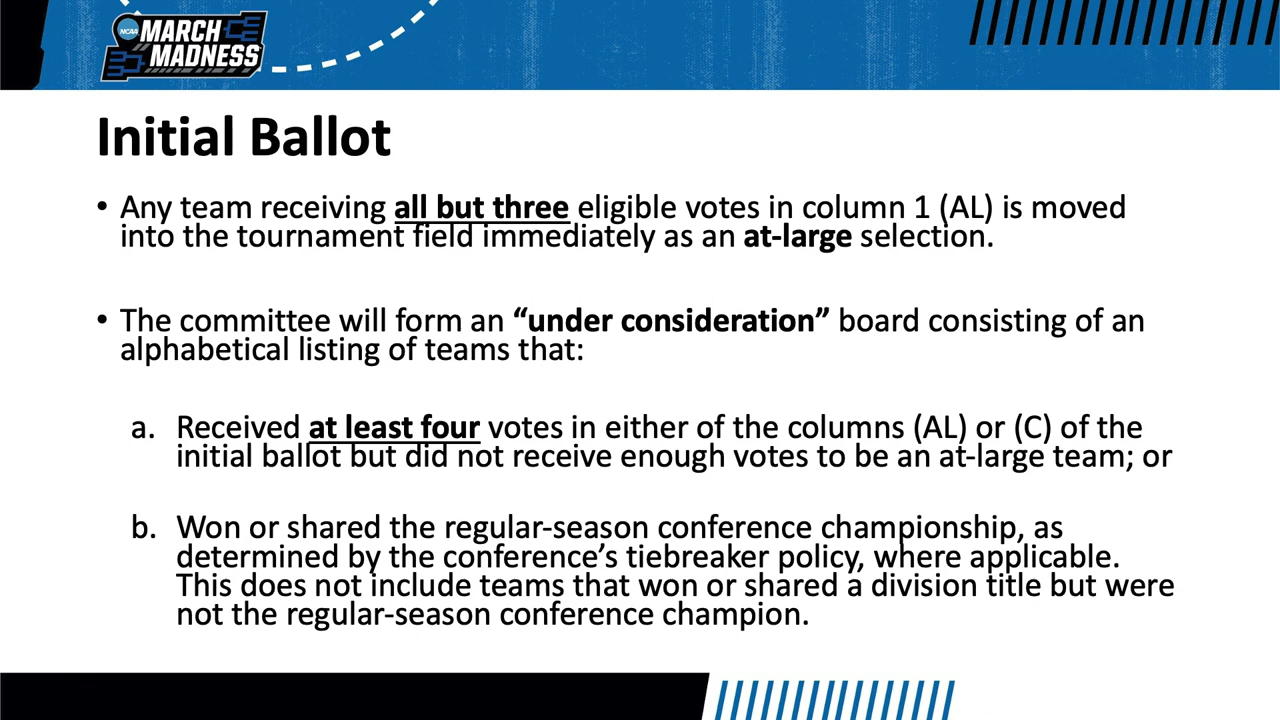 NCAA
MARCH
MADNESS
Initial Ballot
• Any team receiving all but three eligible votes in column 1 (AL) is moved
into the tournament field immediately as an at-large selection.
• The committee will form an “under consideration” board consisting of an
alphabetical listing of teams that:
a. Received at least four votes in either of the columns (AL) or (C) of the
initial ballot but did not receive enough votes to be an at-large team; or
b. Won or shared the regular-season conference championship, as
determined by the conference’s tiebreaker policy, where applicable.
This does not include teams that won or shared a division title but were
not the regular-season conference champion.